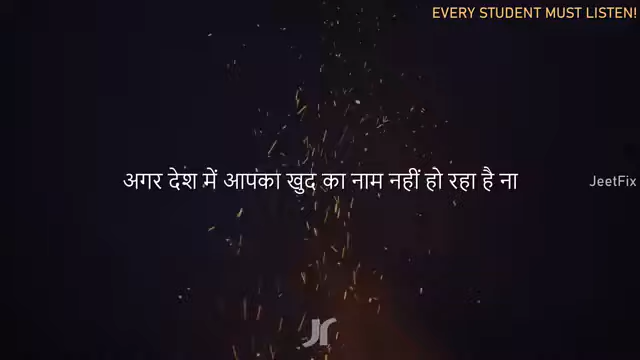 EVERY STUDENT MUST LISTEN!
अगर देश में आपका खुद का नाम नहीं हो रहा है ना
JeetFix